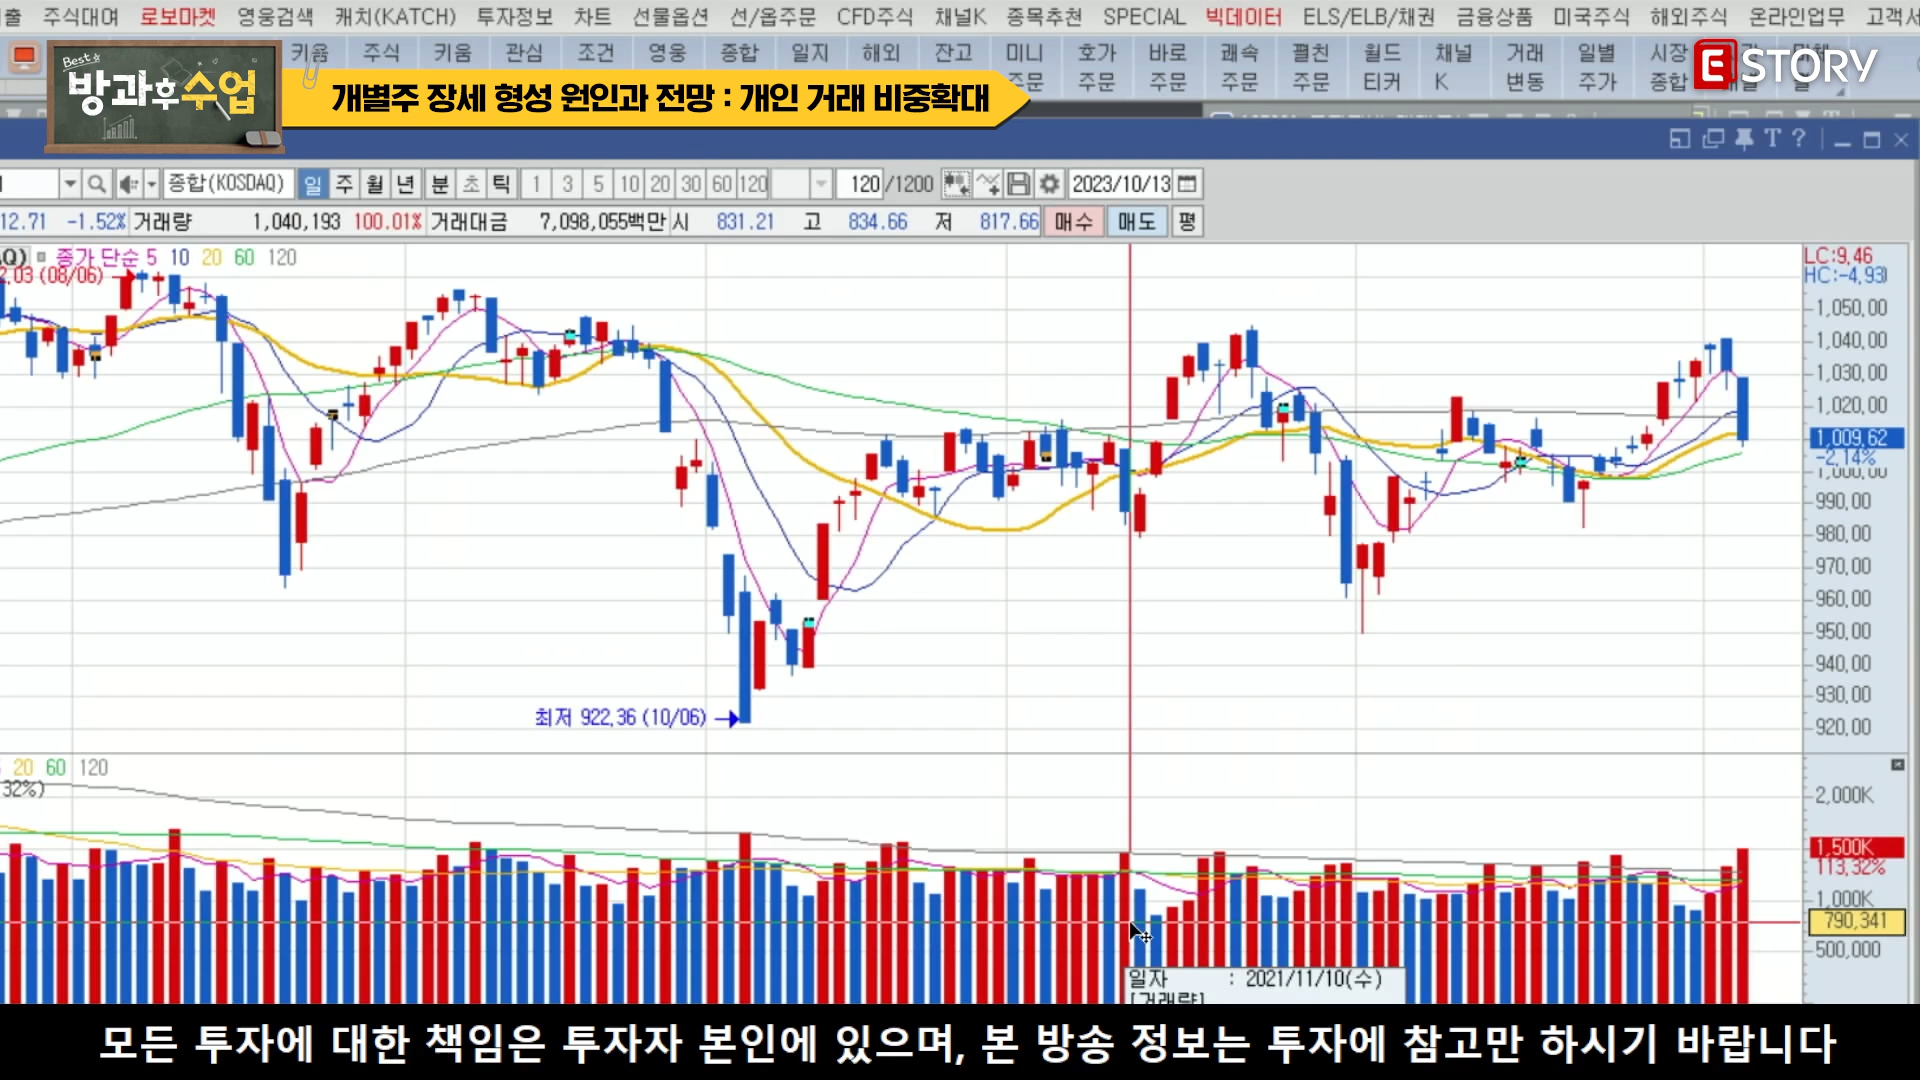 출 주식대여 로보마켓 영웅검색 캐치(KATCH) 투자정보 차트 선물옵션 선/옵주문 CFD주식 채널K 종목추천 SPECIAL 빅데이터 ELS/ELB/채권 금융상품 미국주식 해외주식 온라인업무 고객서
키움 주식 키움 관심 조건 영웅 종합 일지 해외 잔고 미니 호가 바로 쾌속 펼친 월드 채널 거래 일별 시장
주문 주문 주문 주문 주문 티커 K 변동 주가 종합
Best
방과후수업
개별주 장세 형성 원인과 전망 : 개인 거래 비중확대
ESTORY
종합(KOSDAQ) 일 주 월 년 분 초 틱 1 3 5 10 20 30 60 120 120 /1200 2023/10/13
12.71 -1.52% 거래량 1,040,193 100.01% 거래대금 7,098,055백만 시 831.21 고 834.66 저 817.66 매수 매도 평
Q) 종가 단순 5 10 20 60 120
2.03 (08/06)
LC:9.46
HC:-4.93
1,050.00
1,040.00
1,030.00
1,020.00
1,009.62
-2.14%
1,000.00
990.00
980.00
970.00
960.00
950.00
940.00
930.00
920.00
최저 922.36 (10/06)
20 60 120
32%)
2,000K
1,500K
113.32%
1,000K
790,341
500,000
일자 : 2021/11/10(수)
[거래량]
모든 투자에 대한 책임은 투자자 본인에 있으며, 본 방송 정보는 투자에 참고만 하시기 바랍니다